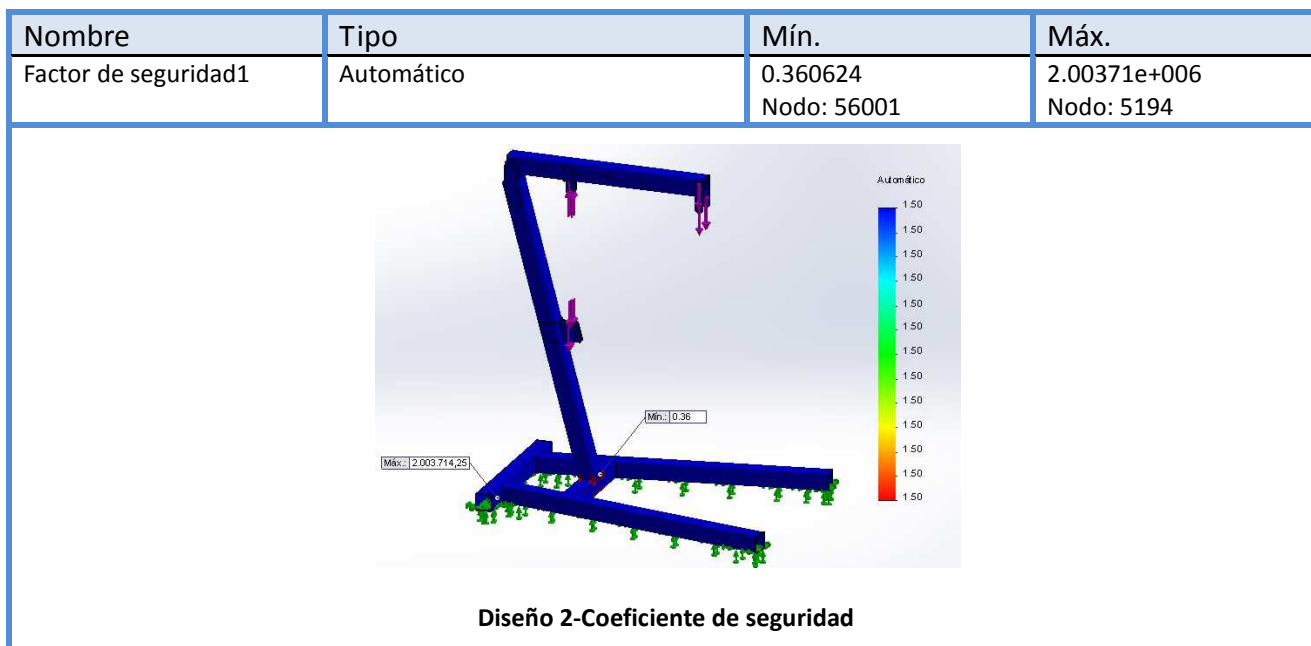 Nombre Tipo Mín. Máx.
Factor de seguridad1 Automático 0.360624 2.00371e+006
Nodo: 56001 Nodo: 5194
Automático
1.50
1.50
1.50
1.50
1.50
1.50
1.50
1.50
1.50
1.50
1.50
1.50
1.50
Mín.: 0.36
Máx.: 2.003.714,25
Diseño 2-Coeficiente de seguridad